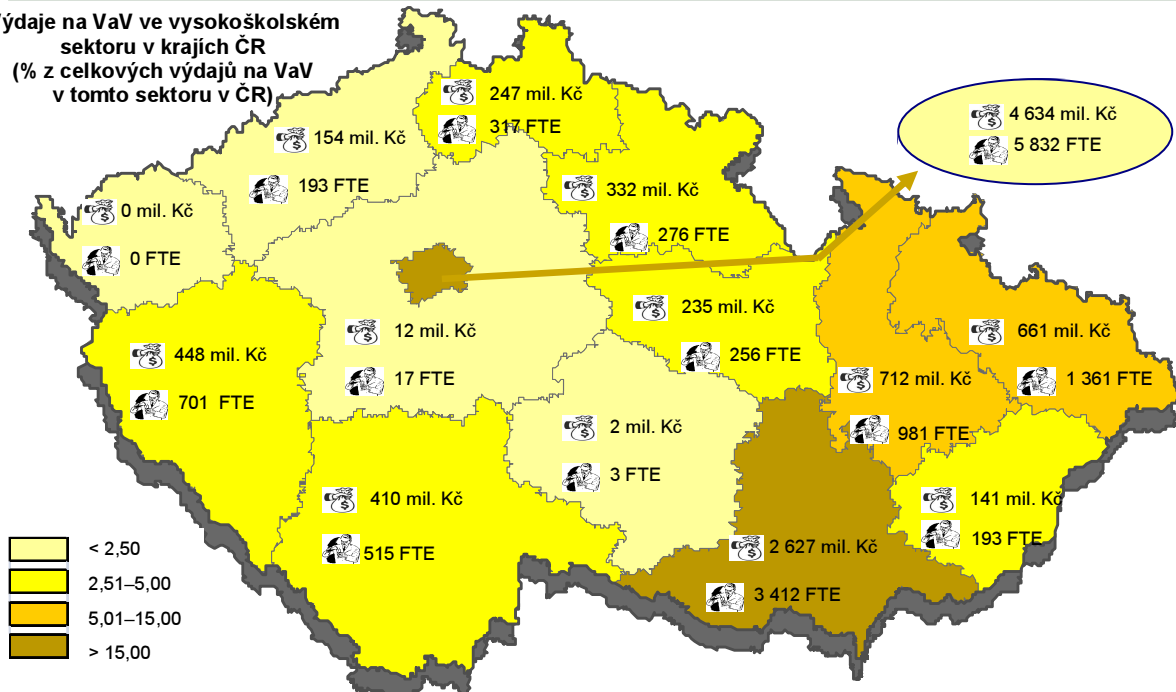 ýdaje na VaV ve vysokoškolském
sektoru v krajích ČR
(% z celkových výdajů na VaV
v tomto sektoru v ČR)
247 mil. Kč
317 FTE
154 mil. Kč
193 FTE
4 634 mil. Kč
5 832 FTE
0 mil. Kč
0 FTE
332 mil. Kč
276 FTE
235 mil. Kč
256 FTE
12 mil. Kč
17 FTE
448 mil. Kč
701 FTE
661 mil. Kč
1 361 FTE
712 mil. Kč
981 FTE
2 mil. Kč
3 FTE
410 mil. Kč
515 FTE
141 mil. Kč
193 FTE
2 627 mil. Kč
3 412 FTE
< 2,50
2,51–5,00
5,01–15,00
> 15,00